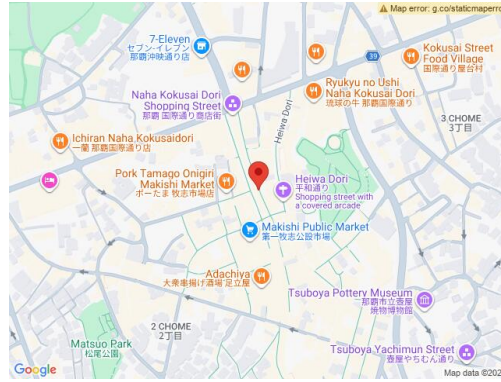 Map error: g.co/staticmaperro
7-Eleven
セブン-イレブン
那覇沖映通り店
39
Kokusai Street
Food Village
国際通り屋台村
Naha Kokusai Dori
Shopping Street
那覇 国際通り商店街
Ryukyu no Ushi
Naha Kokusai Dori
琉球の牛 那覇国際通り
Heiwa Dori
3 CHOME
3丁目
Ichiran Naha Kokusaidori
一蘭 那覇国際通り店
Pork Tamago Onigiri
Makishi Market
ポーたま 牧志市場店
Heiwa Dori
平和通り
Shopping street with
a covered arcade
Makishi Public Market
第一牧志公設市場
Adachiya
大衆串揚げ酒場 足立屋
Tsuboya Pottery Museum
那覇市立壺屋
焼物博物館
2 CHOME
2丁目
Matsuo Park
松尾公園
Tsuboya Yachimun Street
壺屋やちむん通り
Google
Map data ©202